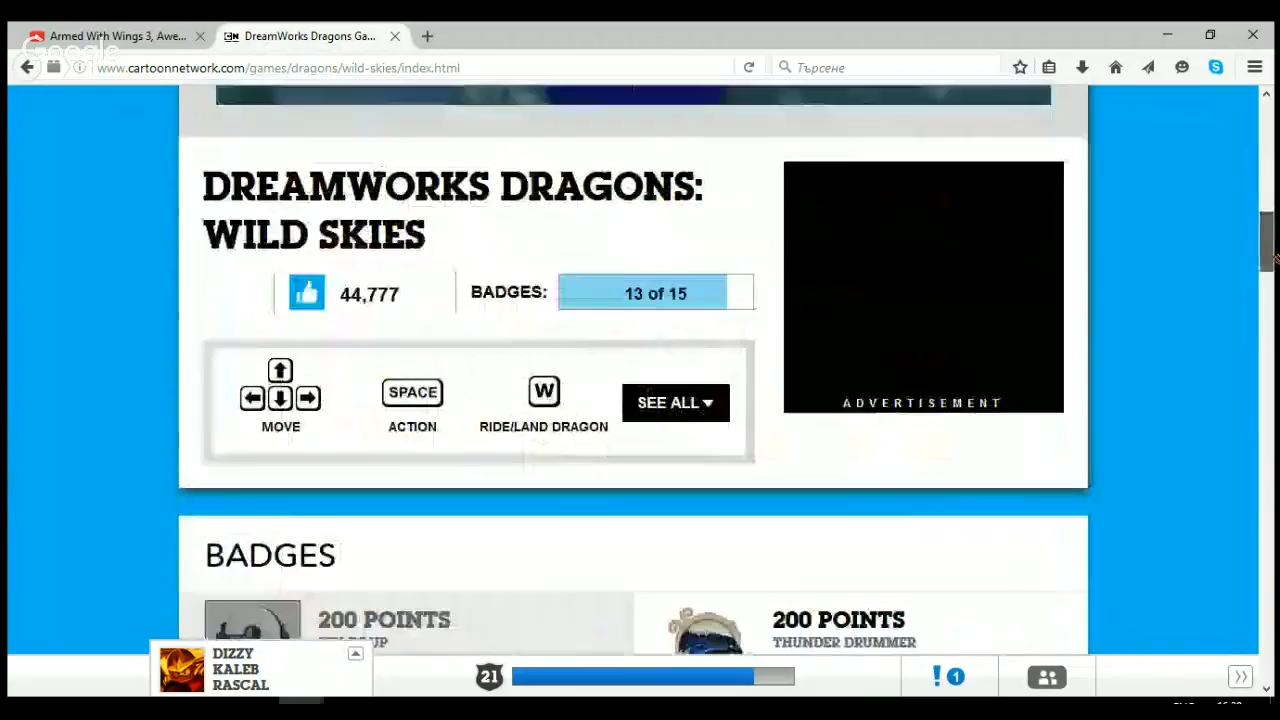 Armed With Wings 3, Awe...
DreamWorks Dragons Ga...
Google
www.cartoonnetwork.com/games/dragons/wild-skies/index.html
Търсене
DREAMWORKS DRAGONS:
WILD SKIES
44,777
BADGES:
13 of 15
SPACE
W
SEE ALL
MOVE
ACTION
RIDE/LAND DRAGON
ADVERTISEMENT
BADGES
200 POINTS
200 POINTS
THUNDER DRUMMER
DIZZY
KALEB
RASCAL
21
! 1